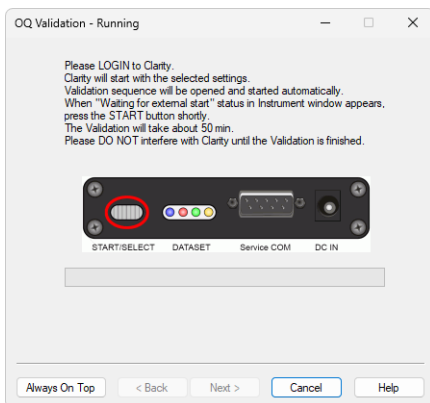 OQ Validation - Running
Please LOGIN to Clarity.
Clarity will start with the selected settings.
Validation sequence will be opened and started automatically.
When "Waiting for external start" status in Instrument window appears,
press the START button shortly.
The Validation will take about 50 min.
Please DO NOT interfere with Clarity until the Validation is finished.
START/SELECT DATASET Service COM DC IN
Always On Top < Back Next > Cancel Help